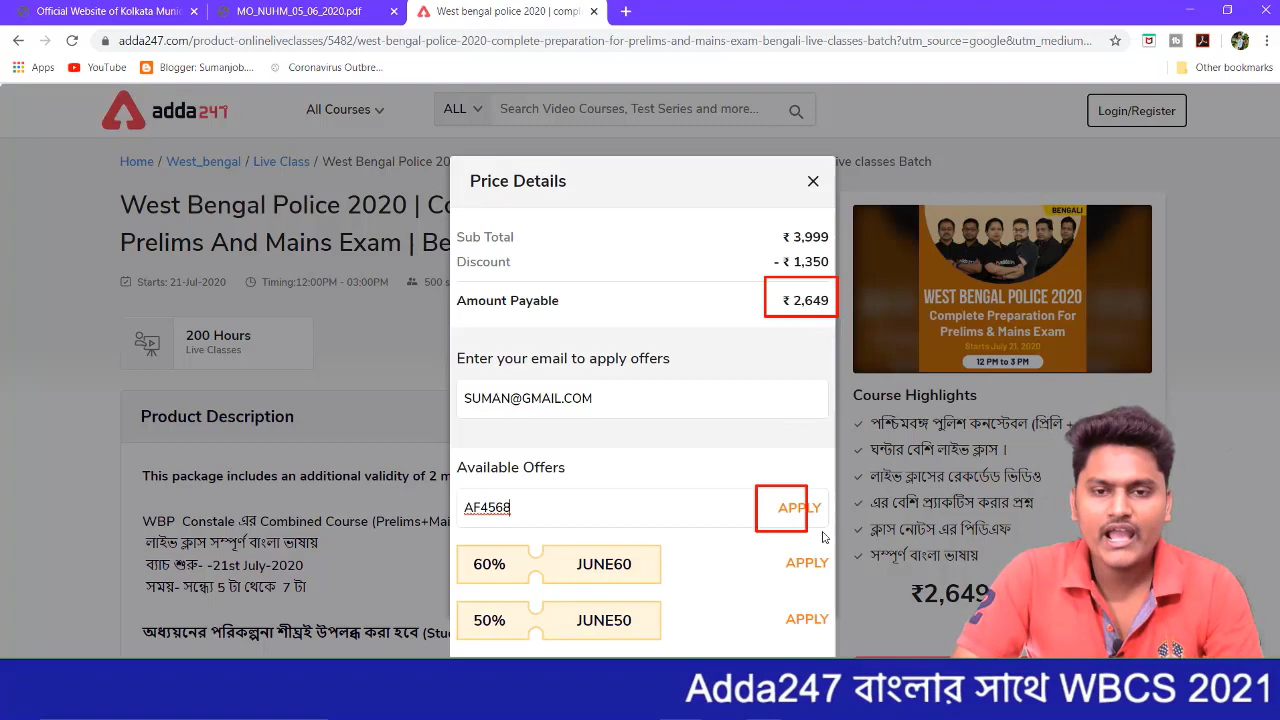 Official Website of Kolkata Munic
MO_NUHM_05_06_2020.pdf
West bengal police 2020 | compl
adda247.com/product-onlineliveclasses/5482/west-bengal-police-2020-complete-preparation-for-prelims-and-mains-exam-bengali-live-classes-batch?utm_source=google&utm_medium...
Apps
YouTube
Blogger: Sumanjob...
Coronavirus Outbre...
Other bookmarks
adda247
All Courses
ALL
Search Video Courses, Test Series and more...
Login/Register
Home / West_bengal / Live Class / West Bengal Police 20
ive classes Batch
West Bengal Police 2020 | Co
Prelims And Mains Exam | Be
Starts: 21-Jul-2020
Timing:12:00PM - 03:00PM
500 s
200 Hours
Live Classes
Product Description
This package includes an additional validity of 2 m
WBP Constale এর Combined Course (Prelims+Mai
লাইভ ক্লাস সম্পূর্ণ বাংলা ভাষায়
ব্যাচ শুরু- -21st July-2020
সময়- সন্ধ্যে 5 টা থেকে 7 টা
অধ্যয়নের পরিকল্পনা শীঘ্রই উপলব্ধ করা হবে (Stu
Price Details
Sub Total
₹ 3,999
Discount
- ₹ 1,350
Amount Payable
₹ 2,649
Enter your email to apply offers
SUMAN@GMAIL.COM
Available Offers
AF4568
APPLY
60%
JUNE60
APPLY
50%
JUNE50
APPLY
BENGALI
WEST BENGAL POLICE 2020
Complete Preparation For
Prelims & Mains Exam
Starts July 21, 2020
12 PM to 3 PM
Course Highlights
পশ্চিমবঙ্গ পুলিশ কনস্টেবল (প্রিলি +
ঘন্টার বেশি লাইভ ক্লাস ।
লাইভ ক্লাসের রেকর্ডেড ভিডিও
এর বেশি প্র্যাকটিস করার প্রশ্ন
ক্লাস নোটস এর পিডিএফ
সম্পূর্ণ বাংলা ভাষায়
₹2,649
Adda247 বাংলার সাথে WBCS 2021